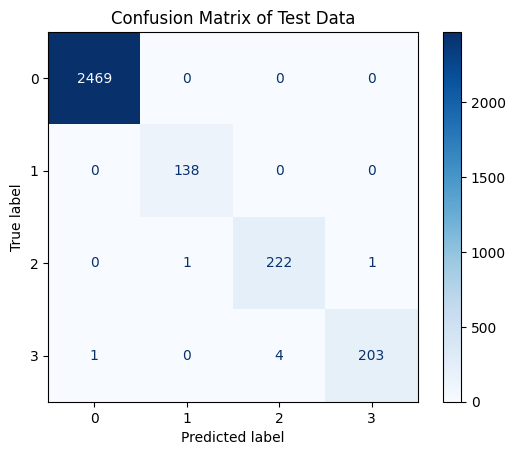 Confusion Matrix of Test Data
0 2469 0 0 0
1 0 138 0 0
2 0 1 222 1
3 1 0 4 203
0 1 2 3
True label
Predicted label
2000
1500
1000
500
0